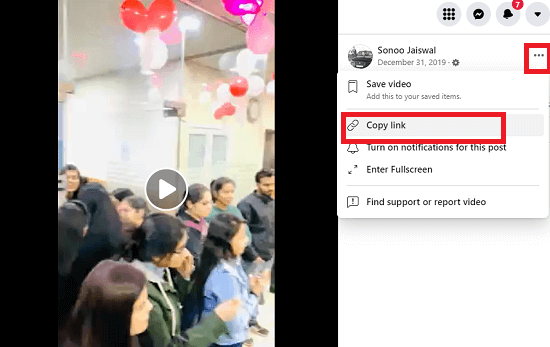 7
Sonoo Jaiswal
December 31, 2019 ·
Save video
Add this to your saved items.
Copy link
Turn on notifications for this post
Enter Fullscreen
Find support or report video